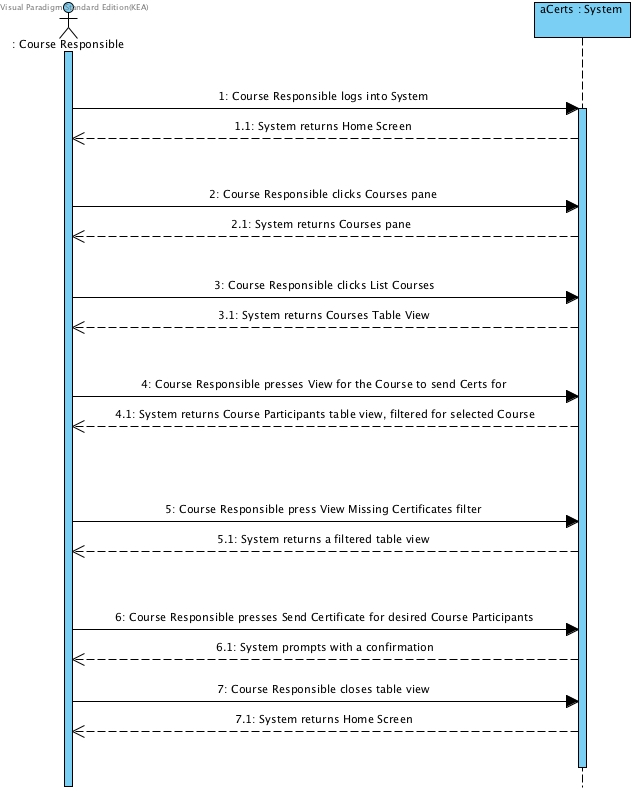 Visual Paradigm Standard Edition(KEA)
aCerts : System
: Course Responsible
1: Course Responsible logs into System
1.1: System returns Home Screen
2: Course Responsible clicks Courses pane
2.1: System returns Courses pane
3: Course Responsible clicks List Courses
3.1: System returns Courses Table View
4: Course Responsible presses View for the Course to send Certs for
4.1: System returns Course Participants table view, filtered for selected Course
5: Course Responsible press View Missing Certificates filter
5.1: System returns a filtered table view
6: Course Responsible presses Send Certificate for desired Course Participants
6.1: System prompts with a confirmation
7: Course Responsible closes table view
7.1: System returns Home Screen